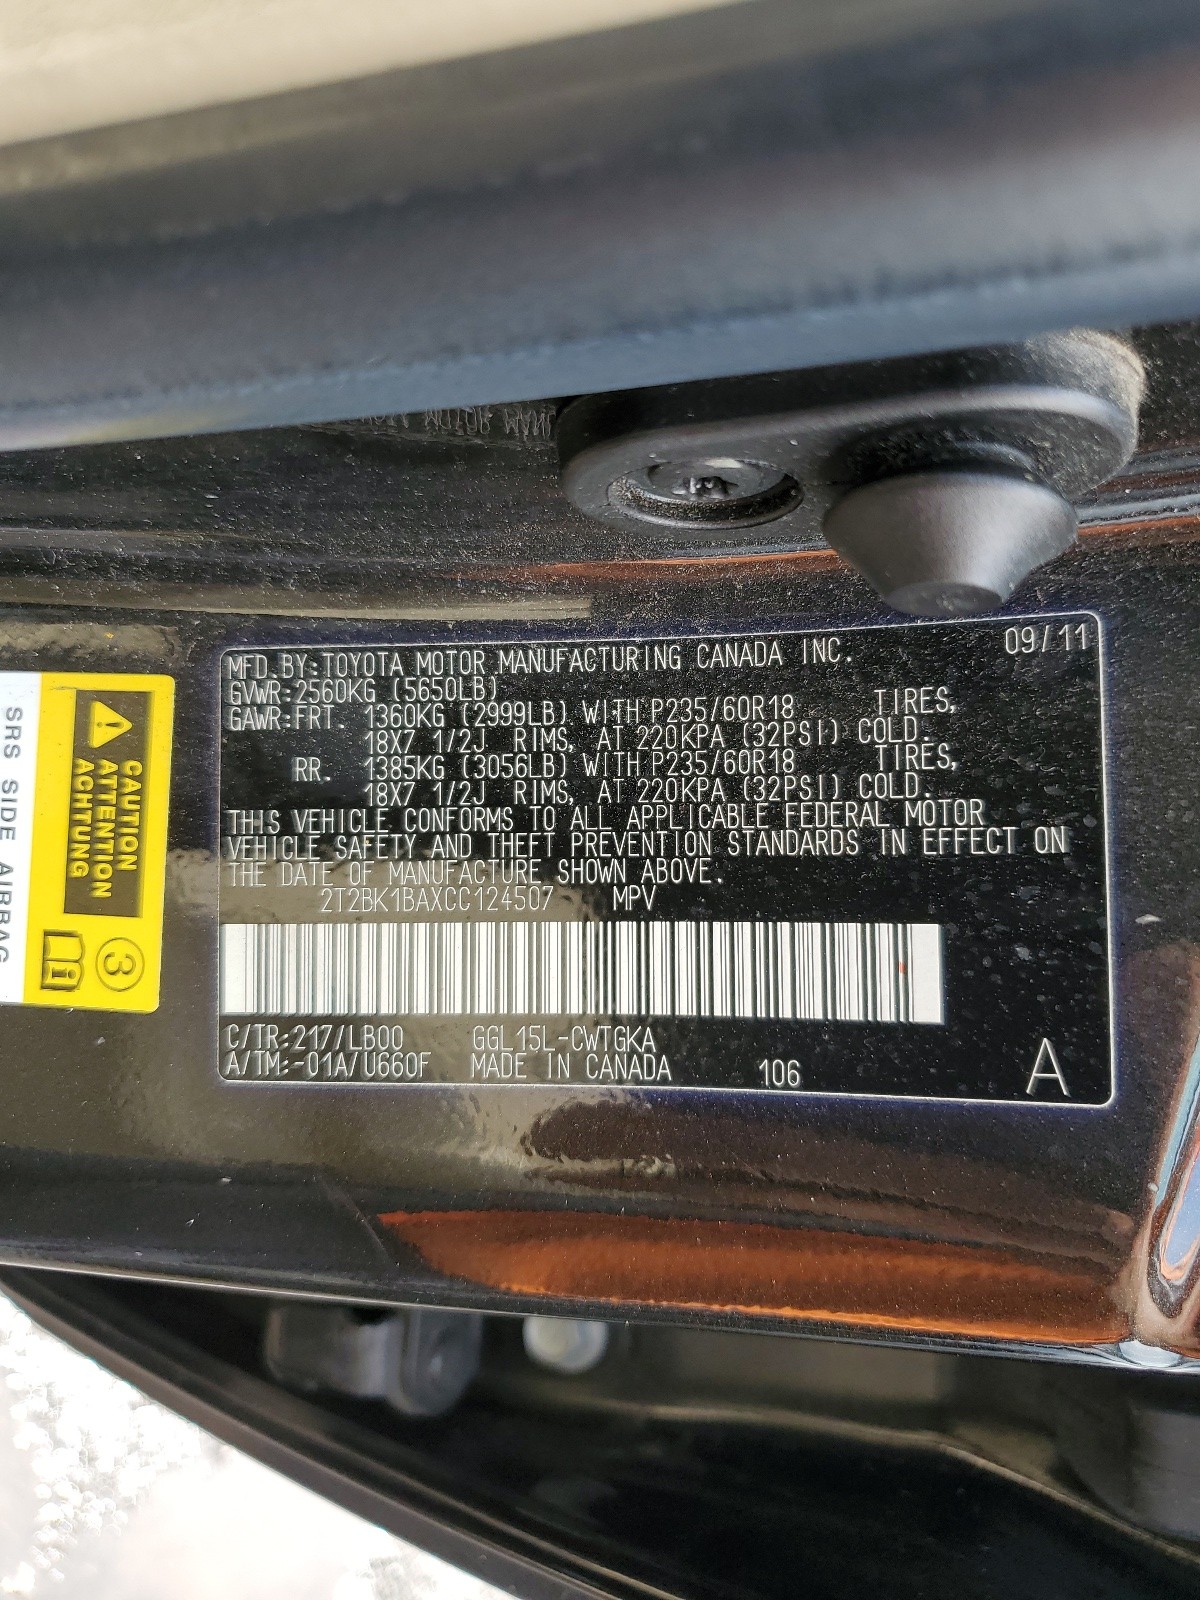 MOTOR MAN
09/11
MFD.BY:TOYOTA MOTOR MANUFACTURING CANADA INC.
GVWR:2560KG (5650LB)
GAWR:FRT. 1360KG (2999LB) WITH P235/60R18 TIRES,
18X7 1/2J RIMS, AT 220KPA (32PSI) COLD.
RR. 1385KG (3056LB) WITH P235/60R18 TIRES,
18X7 1/2J RIMS, AT 220KPA (32PSI) COLD.
THIS VEHICLE CONFORMS TO ALL APPLICABLE FEDERAL MOTOR
VEHICLE SAFETY AND THEFT PREVENTION STANDARDS IN EFFECT ON
THE DATE OF MANUFACTURE SHOWN ABOVE.
2T2BK1BAXCC124507 MPV
C/TR:217/LB00 GGL15L-CWTGKA
A/TM:-01A/U660F MADE IN CANADA 106 A
CAUTION
ATTENTION
ACHTUNG
3
SRS SIDE AIRBAG